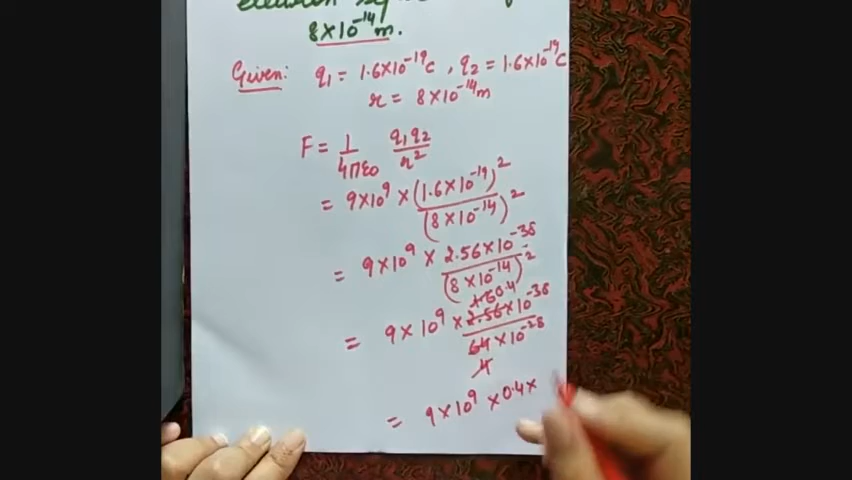 8×10⁻¹⁴m.
Given: q₁ = 1.6×10⁻¹⁹C , q₂ = 1.6×10⁻¹⁹C
r = 8×10⁻¹⁴m
F = 1/4πε₀ q₁q₂/r²
= 9×10⁹ × (1.6×10⁻¹⁹)²/(8×10⁻¹⁴)²
= 9×10⁹ × 2.56×10⁻³⁸/(8×10⁻¹⁴)²
= 9×10⁹ × 2.56×10⁻³⁸/64×10⁻²⁸
= 9×10⁹ ×0.4×